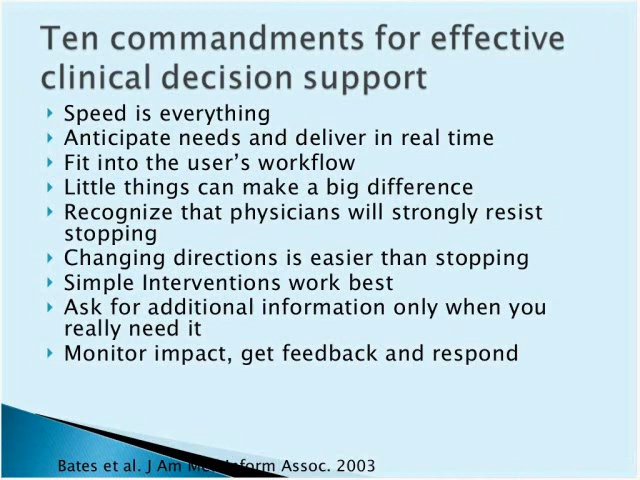 Ten commandments for effective
clinical decision support
Speed is everything
Anticipate needs and deliver in real time
Fit into the user's workflow
Little things can make a big difference
Recognize that physicians will strongly resist
stopping
Changing directions is easier than stopping
Simple Interventions work best
Ask for additional information only when you
really need it
Monitor impact, get feedback and respond
Bates et al. J Am Med Inform Assoc. 2003